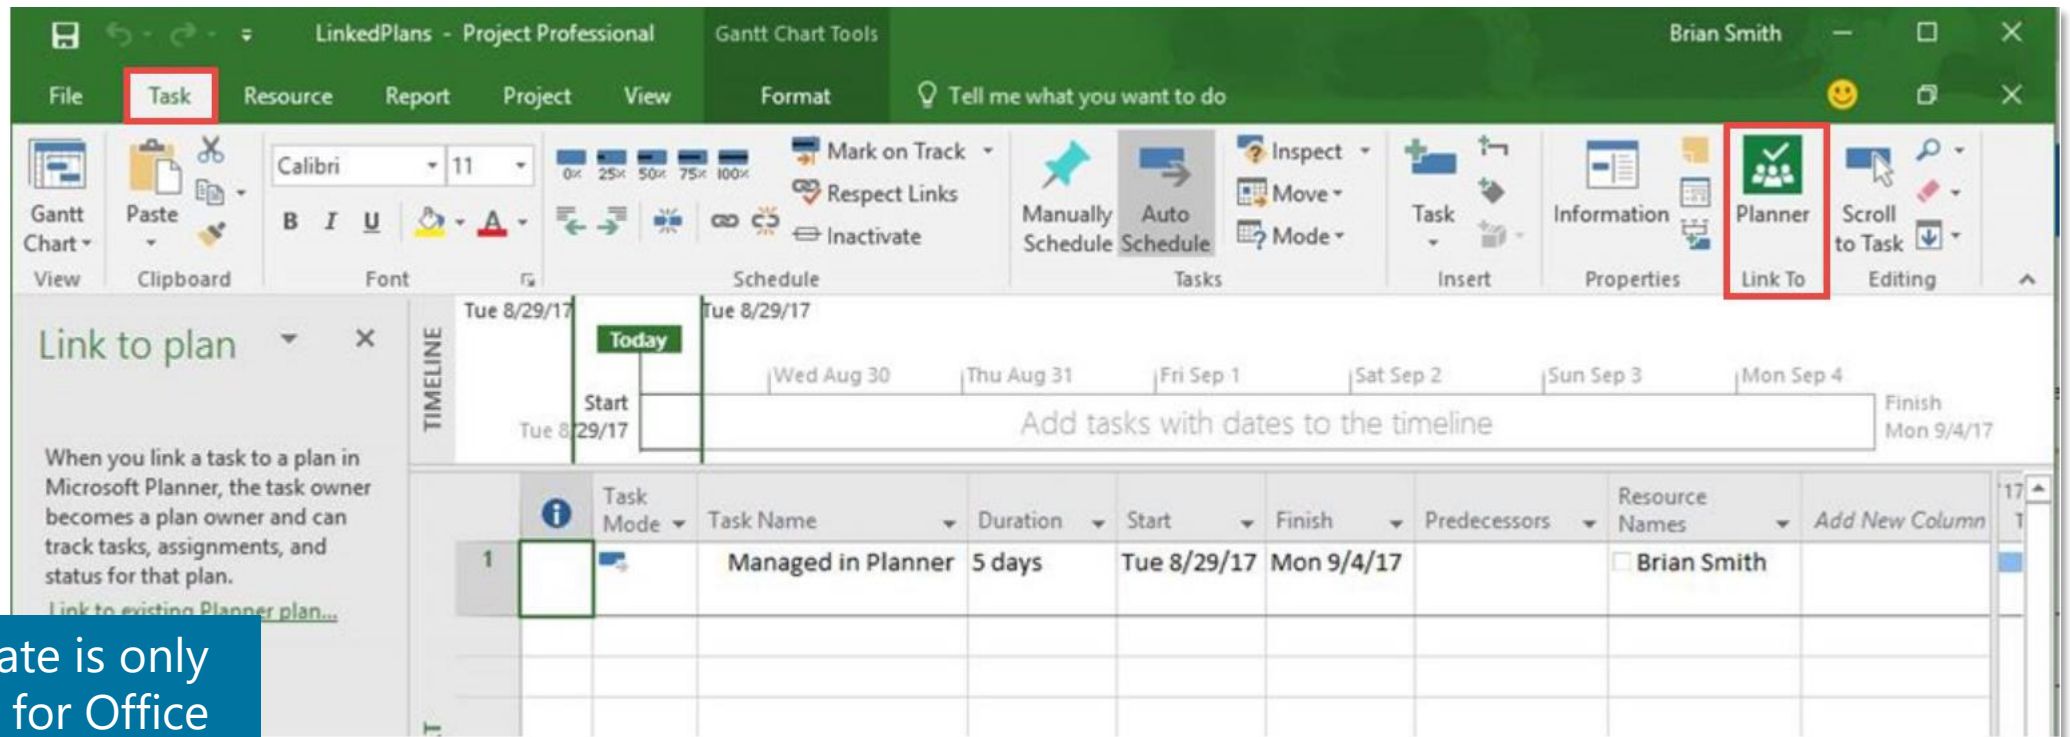 LinkedPlans - Project Professional
Gantt Chart Tools
Brian Smith
File Task Resource Report Project View Format Tell me what you want to do
Gantt Chart
View
Paste
Clipboard
Calibri 11
B I U A
Font
0% 25% 50% 75% 100%
Mark on Track
Respect Links
Inactivate
Schedule
Manually Schedule
Auto Schedule
Inspect
Move
Mode
Tasks
Task
Insert
Information
Properties
Planner
Link To
Scroll to Task
Editing
Link to plan
When you link a task to a plan in
Microsoft Planner, the task owner
becomes a plan owner and can
track tasks, assignments, and
status for that plan.
Link to existing Planner plan...
ate is only
for Office
TIMELINE
Tue 8/29/17 Tue 8/29/17
Today
Wed Aug 30 Thu Aug 31 Fri Sep 1 Sat Sep 2 Sun Sep 3 Mon Sep 4
Start
Tue 8/29/17
Add tasks with dates to the timeline
Finish
Mon 9/4/17
Task Mode Task Name Duration Start Finish Predecessors Resource Names Add New Column '17
T
1 Managed in Planner 5 days Tue 8/29/17 Mon 9/4/17 Brian Smith